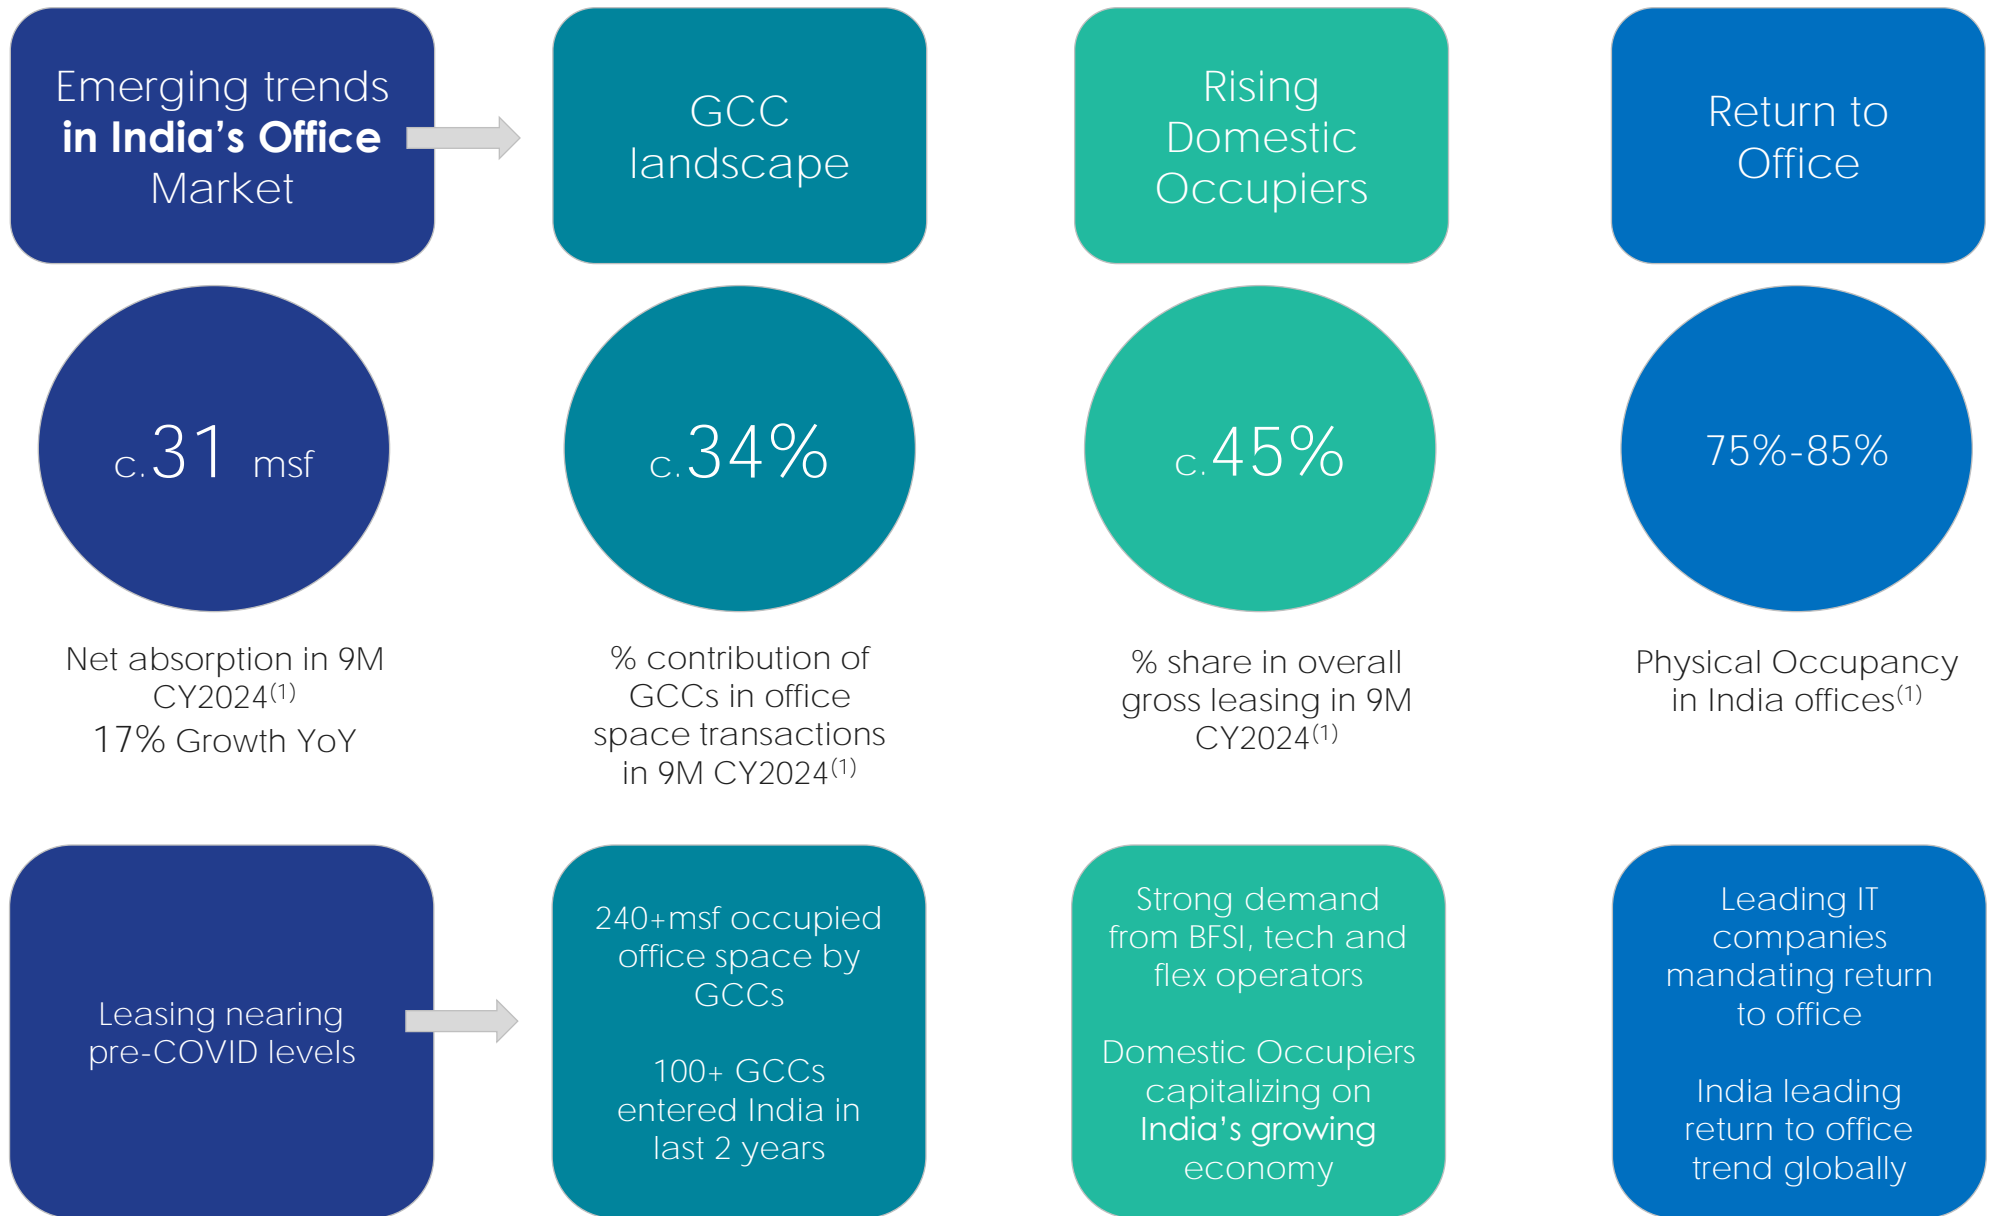 Emerging trends
in India’s Office
Market
GCC
landscape
Rising
Domestic
Occupiers
Return to
Office
c.31 msf
c.34%
c.45%
75%-85%
Net absorption in 9M
CY2024(1)
17% Growth YoY
% contribution of
GCCs in office
space transactions
in 9M CY2024(1)
% share in overall
gross leasing in 9M
CY2024(1)
Physical Occupancy
in India offices(1)
Leasing nearing
pre-COVID levels
240+msf occupied
office space by
GCCs
100+ GCCs
entered India in
last 2 years
Strong demand
from BFSI, tech and
flex operators
Domestic Occupiers
capitalizing on
India’s growing
economy
Leading IT
companies
mandating return
to office
India leading
return to office
trend globally